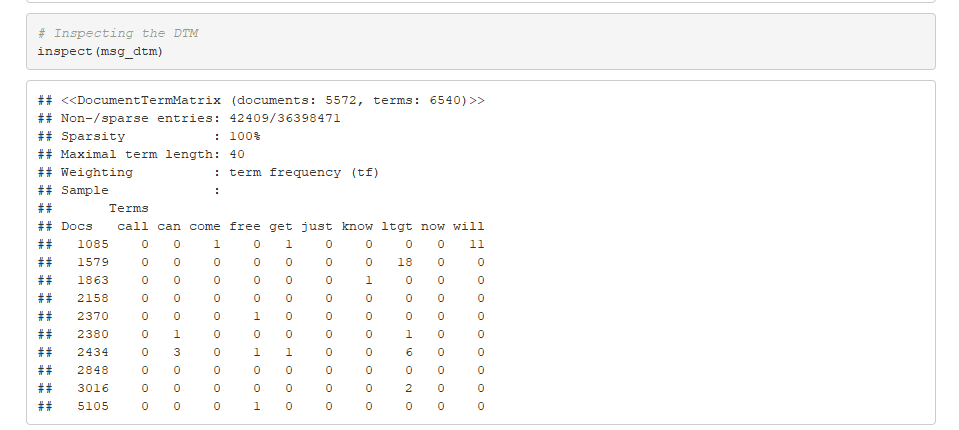 # Inspecting the DTM
inspect(msg_dtm)
## <<DocumentTermMatrix (documents: 5572, terms: 6540)>>
## Non-/sparse entries: 42409/36398471
## Sparsity           : 100%
## Maximal term length: 40
## Weighting          : term frequency (tf)
## Sample             :
##       Terms
## Docs   call can come free get just know ltgt now will
##   1085    0   0    1    0   1    0    0    0   0   11
##   1579    0   0    0    0   0    0    0   18   0    0
##   1863    0   0    0    0   0    0    1    0   0    0
##   2158    0   0    0    0   0    0    0    0   0    0
##   2370    0   0    0    1   0    0    0    0   0    0
##   2380    0   1    0    0   0    0    0    1   0    0
##   2434    0   3    0    1   1    0    0    6   0    0
##   2848    0   0    0    0   0    0    0    0   0    0
##   3016    0   0    0    0   0    0    0    2   0    0
##   5105    0   0    0    1   0    0    0    0   0    0